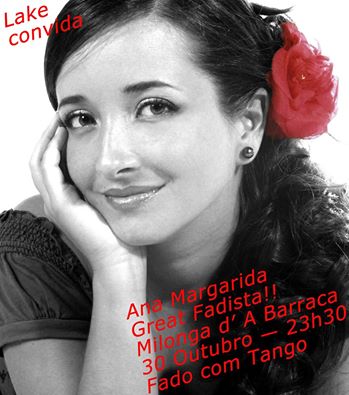 Lake
convida
Ana Margarida
Great Fadista!!
Milonga d' A Barraca
30 Outubro — 23h30
Fado com Tango